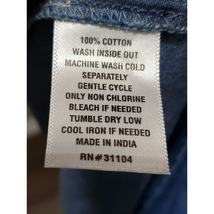 100% COTTON
WASH INSIDE OUT
MACHINE WASH COLD
SEPARATELY
GENTLE CYCLE
ONLY NON CHLORINE
BLEACH IF NEEDED
TUMBLE DRY LOW
COOL IRON IF NEEDED
MADE IN INDIA
RN#31104